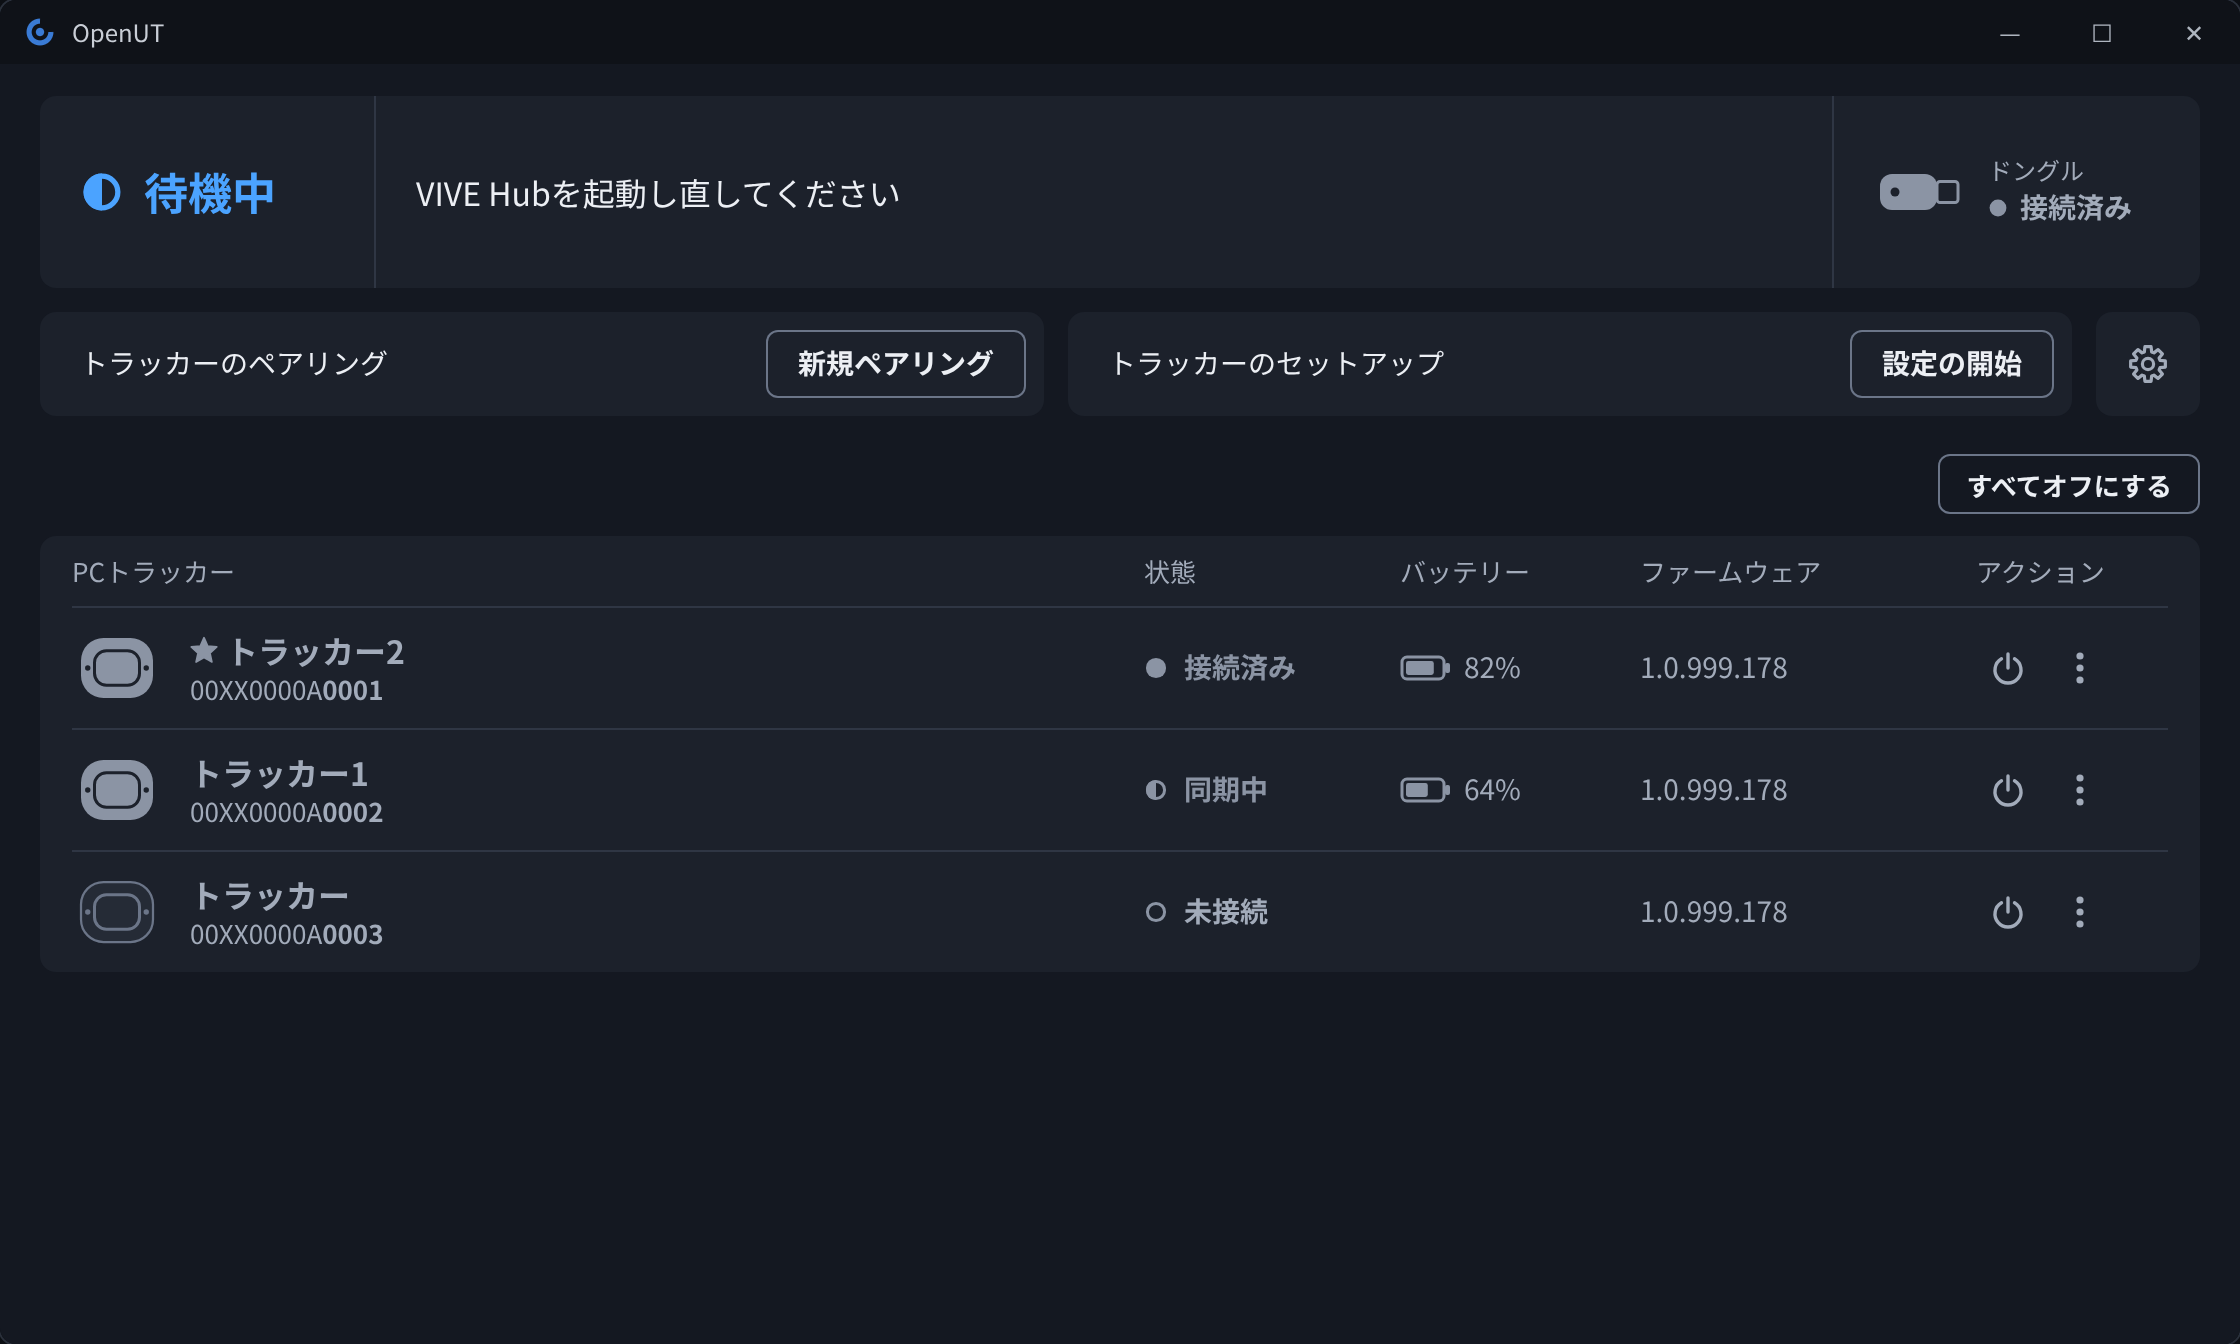 OpenUT
待機中
VIVE Hubを起動し直してください
ドングル
接続済み
トラッカーのペアリング
新規ペアリング
トラッカーのセットアップ
設定の開始
すべてオフにする
PCトラッカー 状態 バッテリー ファームウェア アクション
トラッカー2
00XX0000A0001
接続済み 82% 1.0.999.178
トラッカー1
00XX0000A0002
同期中 64% 1.0.999.178
トラッカー
00XX0000A0003
未接続 1.0.999.178